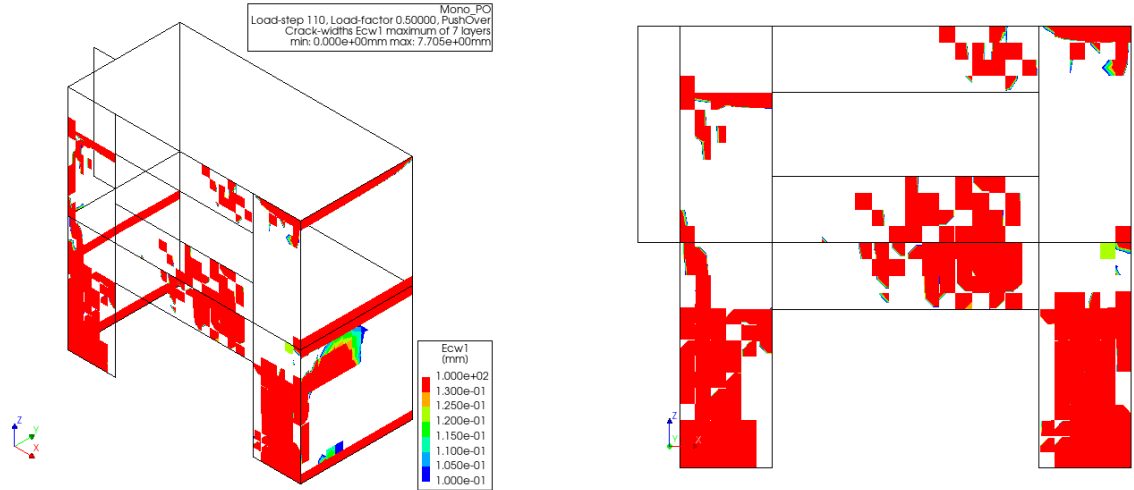 Mono_PO
Load-step 110, Load-factor 0.50000, PushOver
Crack-widths Ecw1 maximum of 7 layers
min: 0.000e+00mm max: 7.705e+00mm
Ecw1
(mm)
1.000e+02
1.300e-01
1.250e-01
1.200e-01
1.150e-01
1.100e-01
1.050e-01
1.000e-01
Z
Y
X
Z
Y
X